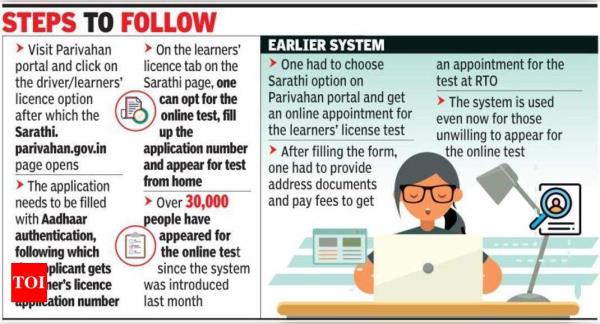 STEPS TO FOLLOW
Visit Parivahan
portal and click on
the driver/learners'
licence option
after which the
Sarathi.
parivahan.gov.in
page opens
The application
needs to be filled
with Aadhaar
authentication,
following which
applicant gets
licence
application number
On the learners'
licence tab on the
Sarathi page, one
can opt for the
online test, fill
up the
application number
and appear for test
from home
Over 30,000
people have
appeared for
the online test
since the system
was introduced
last month
EARLIER SYSTEM
One had to choose
Sarathi option on
Parivahan portal and get
an online appointment for
the learners' license test
After filling the form,
one had to provide
address documents
and pay fees to get
an appointment for the
test at RTO
The system is used
even now for those
unwilling to appear for
the online test
TOI